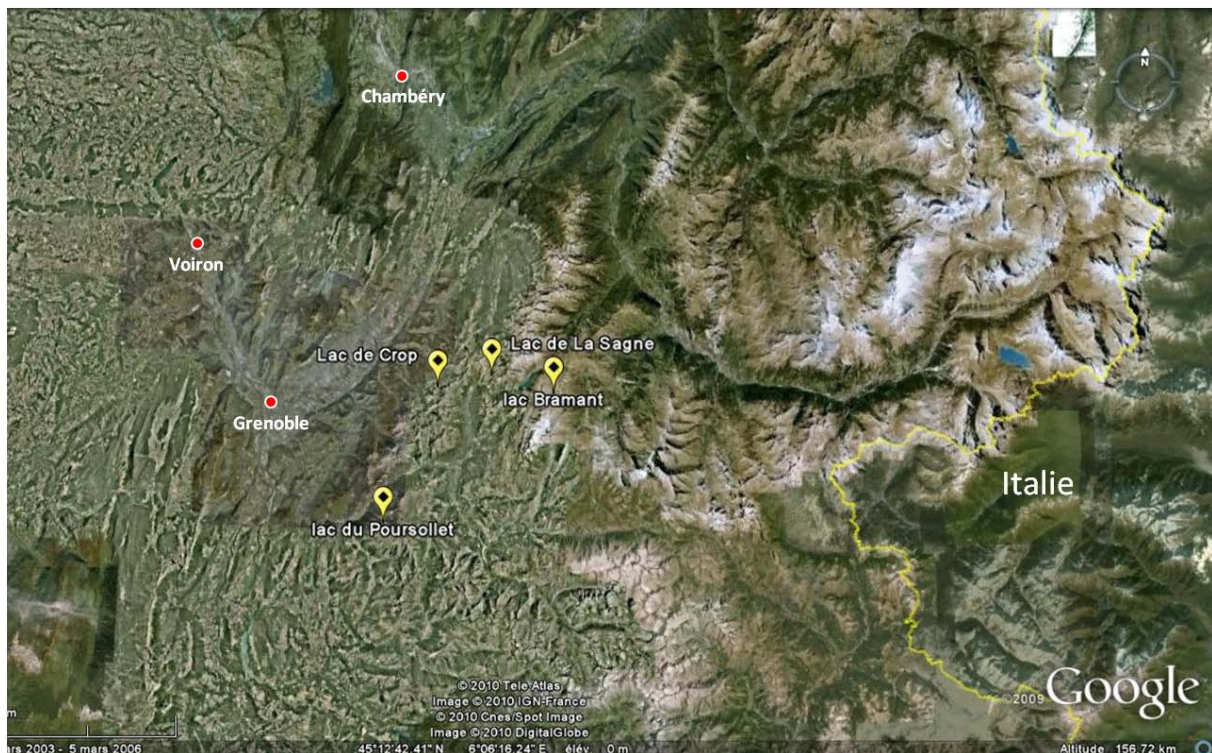 N
Chambéry
Voiron
Lac de Crop
Lac de La Sagne
lac Bramant
Grenoble
Italie
lac du Poursollet
© 2010 Tele Atlas
Image © 2010 IGN-France
© 2010 Cnes/Spot Image
Image © 2010 DigitalGlobe
©2009 Google
m
ars 2003 - 5 mars 2006 45°12'42.41" N 6°06'16.24" E élév. 0 m Altitude 156.72 km